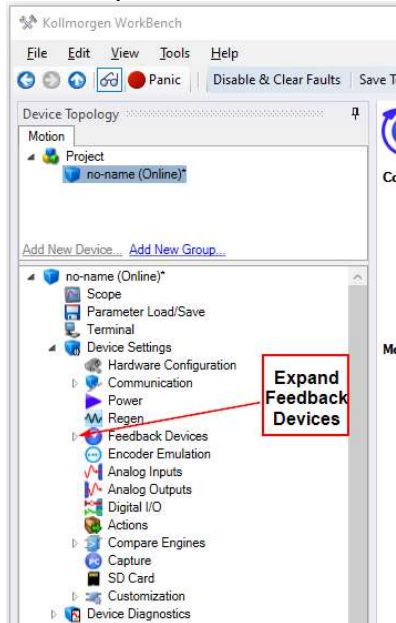 Kollmorgen WorkBench
File Edit View Tools Help
Panic Disable & Clear Faults Save T
Device Topology
Motion
Project
no-name (Online)*
Add New Device... Add New Group...
no-name (Online)*
Scope
Parameter Load/Save
Terminal
Device Settings
Hardware Configuration
Communication
Power
Regen
Feedback Devices
Encoder Emulation
Analog Inputs
Analog Outputs
Digital I/O
Actions
Compare Engines
Capture
SD Card
Customization
Device Diagnostics
Expand
Feedback
Devices
Co
Mo